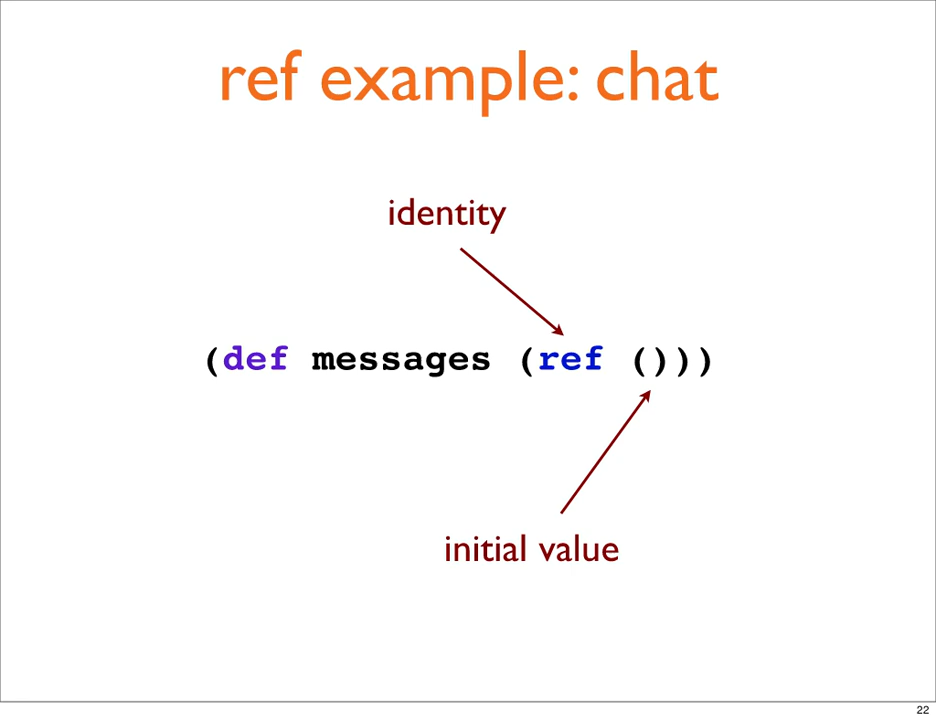 ref example: chat
identity
(def messages (ref ()))
initial value
22